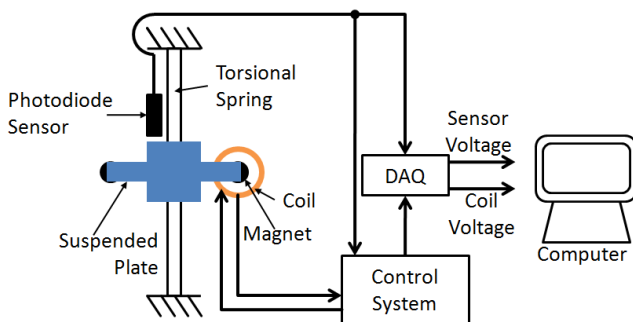 Torsional
Spring
Photodiode
Sensor
Sensor
Voltage
DAQ
Coil
Voltage
Coil
Magnet
Suspended
Plate
Computer
Control
System